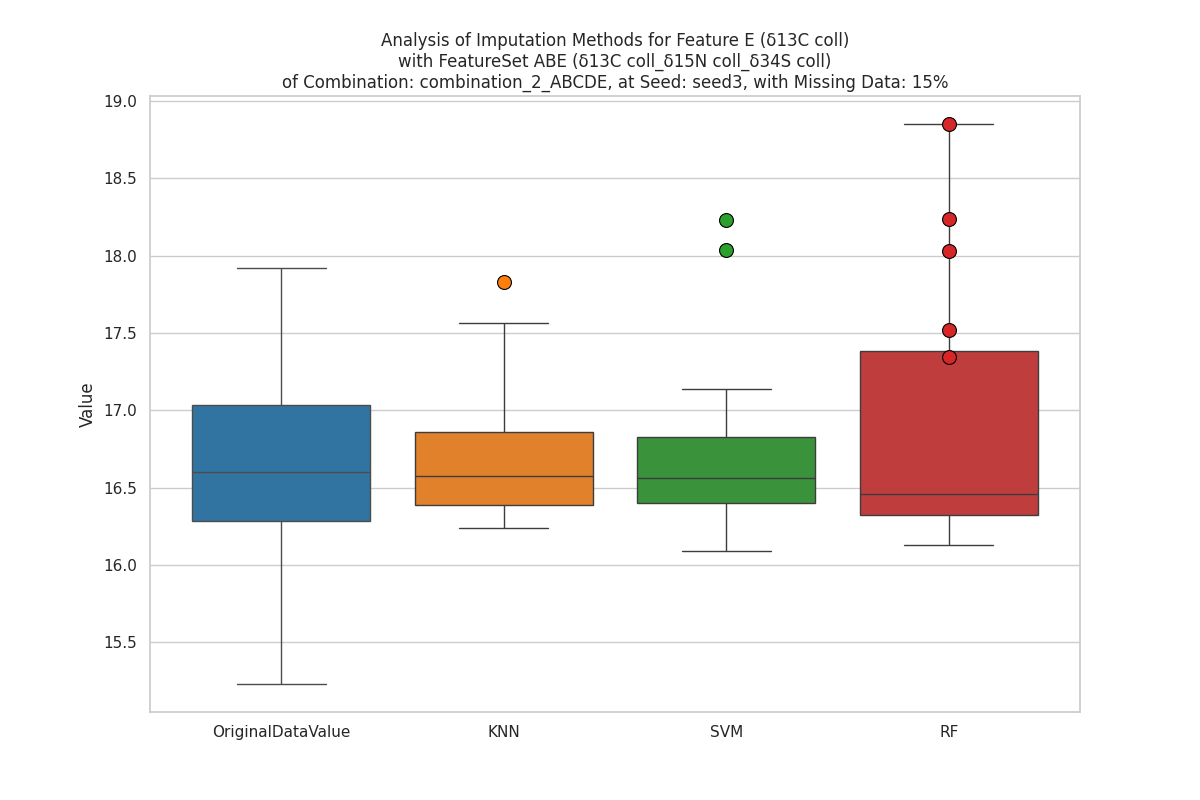 Analysis of Imputation Methods for Feature E (δ13C coll)
with FeatureSet ABE (δ13C coll_δ15N coll_δ34S coll)
of Combination: combination_2_ABCDE, at Seed: seed3, with Missing Data: 15%
19.0
18.5
18.0
17.5
17.0
16.5
16.0
15.5
Value
OriginalDataValue KNN SVM RF